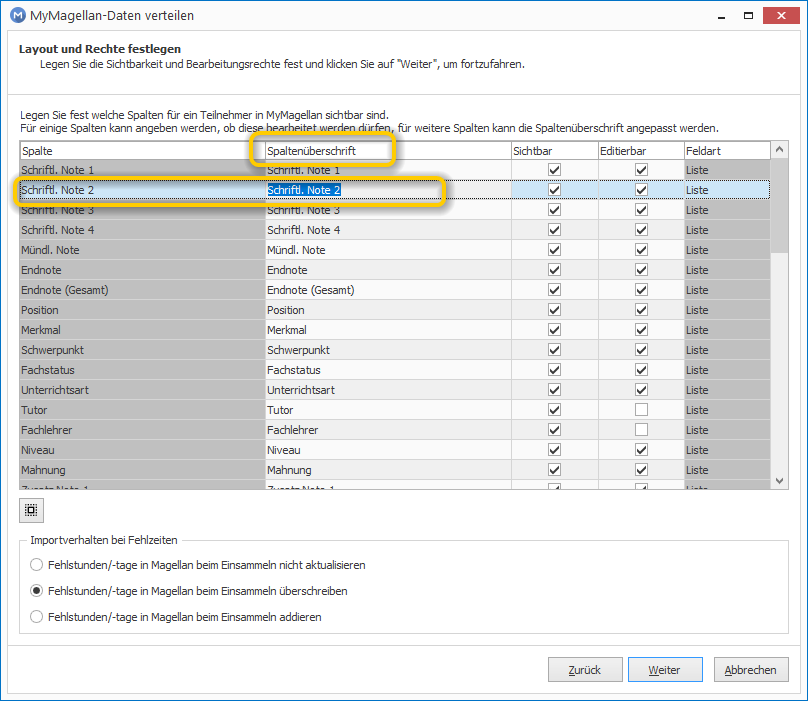 M MyMagellan-Daten verteilen
Layout und Rechte festlegen
Legen Sie die Sichtbarkeit und Bearbeitungsrechte fest und klicken Sie auf "Weiter", um fortzufahren.
Legen Sie fest welche Spalten für ein Teilnehmer in MyMagellan sichtbar sind.
Für einige Spalten kann angeben werden, ob diese bearbeitet werden dürfen, für weitere Spalten kann die Spaltenüberschrift angepasst werden.
Spalte Spaltenüberschrift Sichtbar Editierbar Feldart
Schriftl. Note 1 Schriftl. Note 1 Liste
Schriftl. Note 2 Schriftl. Note 2 Liste
Schriftl. Note 3 Schriftl. Note 3 Liste
Schriftl. Note 4 Schriftl. Note 4 Liste
Mündl. Note Mündl. Note Liste
Endnote Endnote Liste
Endnote (Gesamt) Endnote (Gesamt) Liste
Position Position Liste
Merkmal Merkmal Liste
Schwerpunkt Schwerpunkt Liste
Fachstatus Fachstatus Liste
Unterrichtsart Unterrichtsart Liste
Tutor Tutor Liste
Fachlehrer Fachlehrer Liste
Niveau Niveau Liste
Mahnung Mahnung Liste
Zusatz Note 1 Zusatz Note 1 Liste
Importverhalten bei Fehlzeiten
Fehlstunden/-tage in Magellan beim Einsammeln nicht aktualisieren
Fehlstunden/-tage in Magellan beim Einsammeln überschreiben
Fehlstunden/-tage in Magellan beim Einsammeln addieren
Zurück Weiter Abbrechen